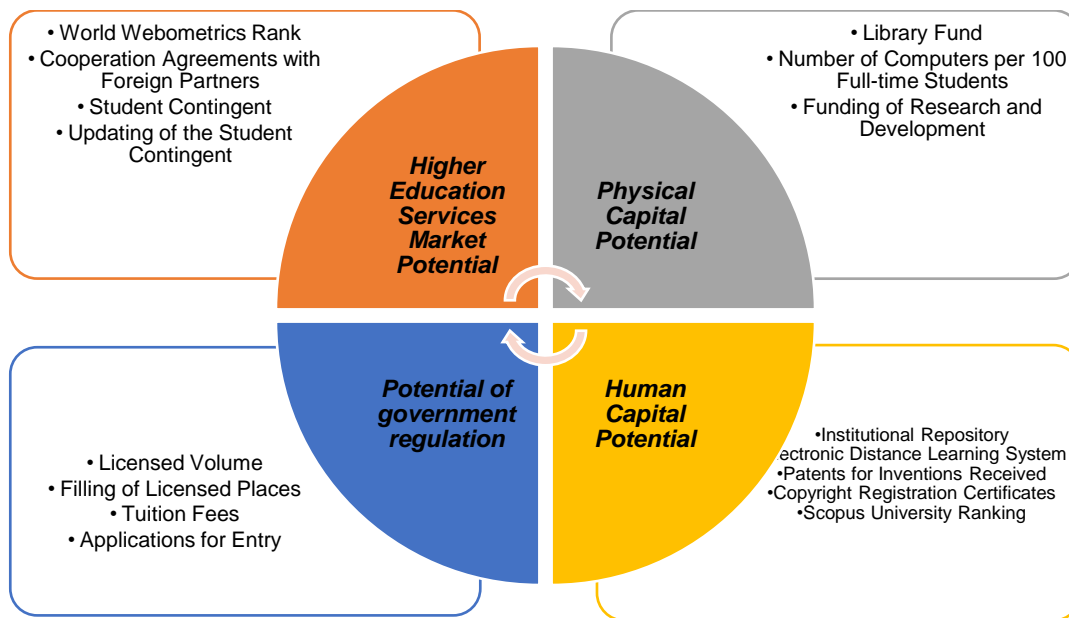 • World Webometrics Rank
• Cooperation Agreements with
Foreign Partners
• Student Contingent
• Updating of the Student
Contingent
Higher
Education
Services
Market
Potential
• Library Fund
• Number of Computers per 100
Full-time Students
• Funding of Research and
Development
Physical
Capital
Potential
• Licensed Volume
• Filling of Licensed Places
• Tuition Fees
• Applications for Entry
Potential of
government
regulation
Human
Capital
Potential
•Institutional Repository
ectronic Distance Learning System
•Patents for Inventions Received
•Copyright Registration Certificates
•Scopus University Ranking